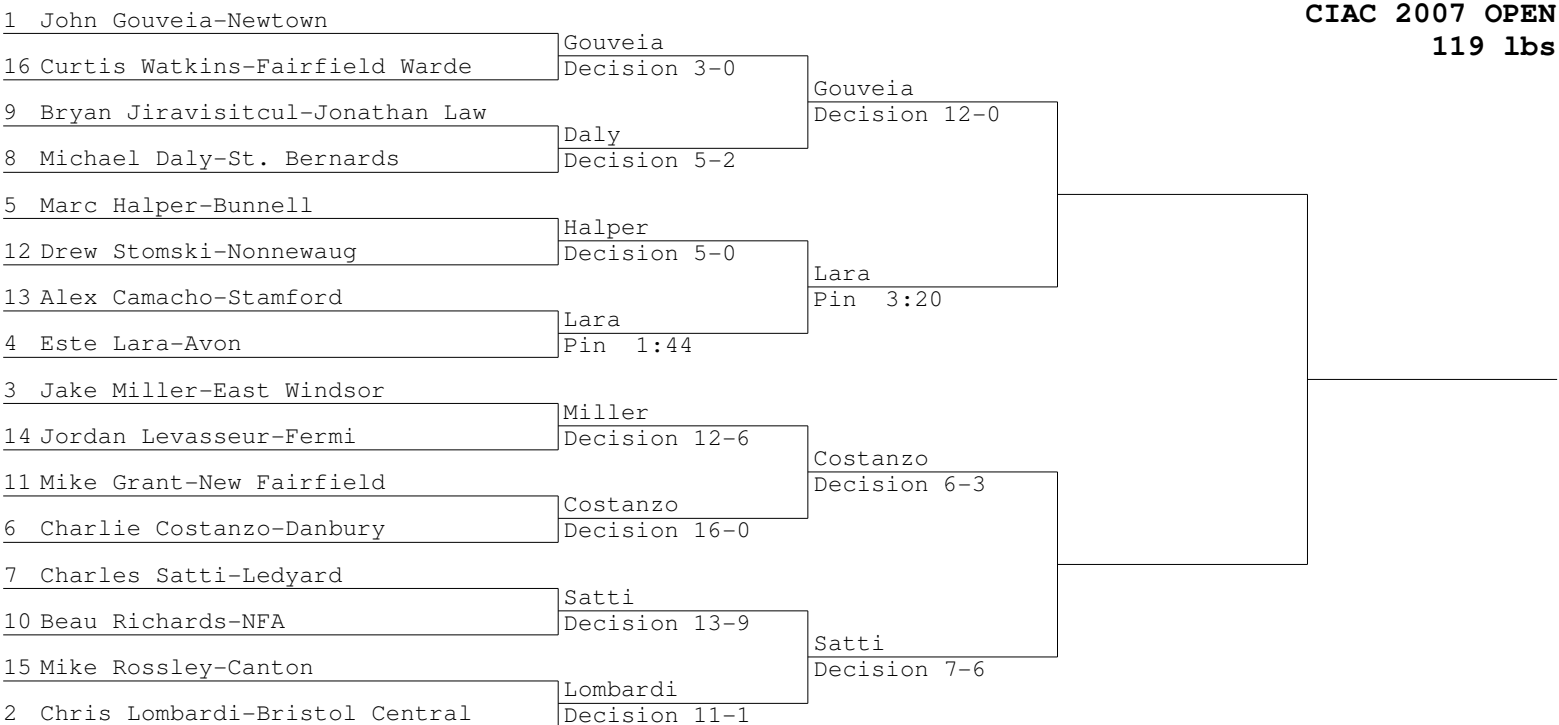 CIAC 2007 OPEN
119 lbs
1 John Gouveia-Newtown
16 Curtis Watkins-Fairfield Warde
9 Bryan Jiravisitcul-Jonathan Law
8 Michael Daly-St. Bernards
5 Marc Halper-Bunnell
12 Drew Stomski-Nonnewaug
13 Alex Camacho-Stamford
4 Este Lara-Avon
3 Jake Miller-East Windsor
14 Jordan Levasseur-Fermi
11 Mike Grant-New Fairfield
6 Charlie Costanzo-Danbury
7 Charles Satti-Ledyard
10 Beau Richards-NFA
15 Mike Rossley-Canton
2 Chris Lombardi-Bristol Central
Gouveia
Decision 3-0
Daly
Decision 5-2
Halper
Decision 5-0
Lara
Pin 1:44
Miller
Decision 12-6
Costanzo
Decision 16-0
Satti
Decision 13-9
Lombardi
Decision 11-1
Gouveia
Decision 12-0
Lara
Pin 3:20
Costanzo
Decision 6-3
Satti
Decision 7-6